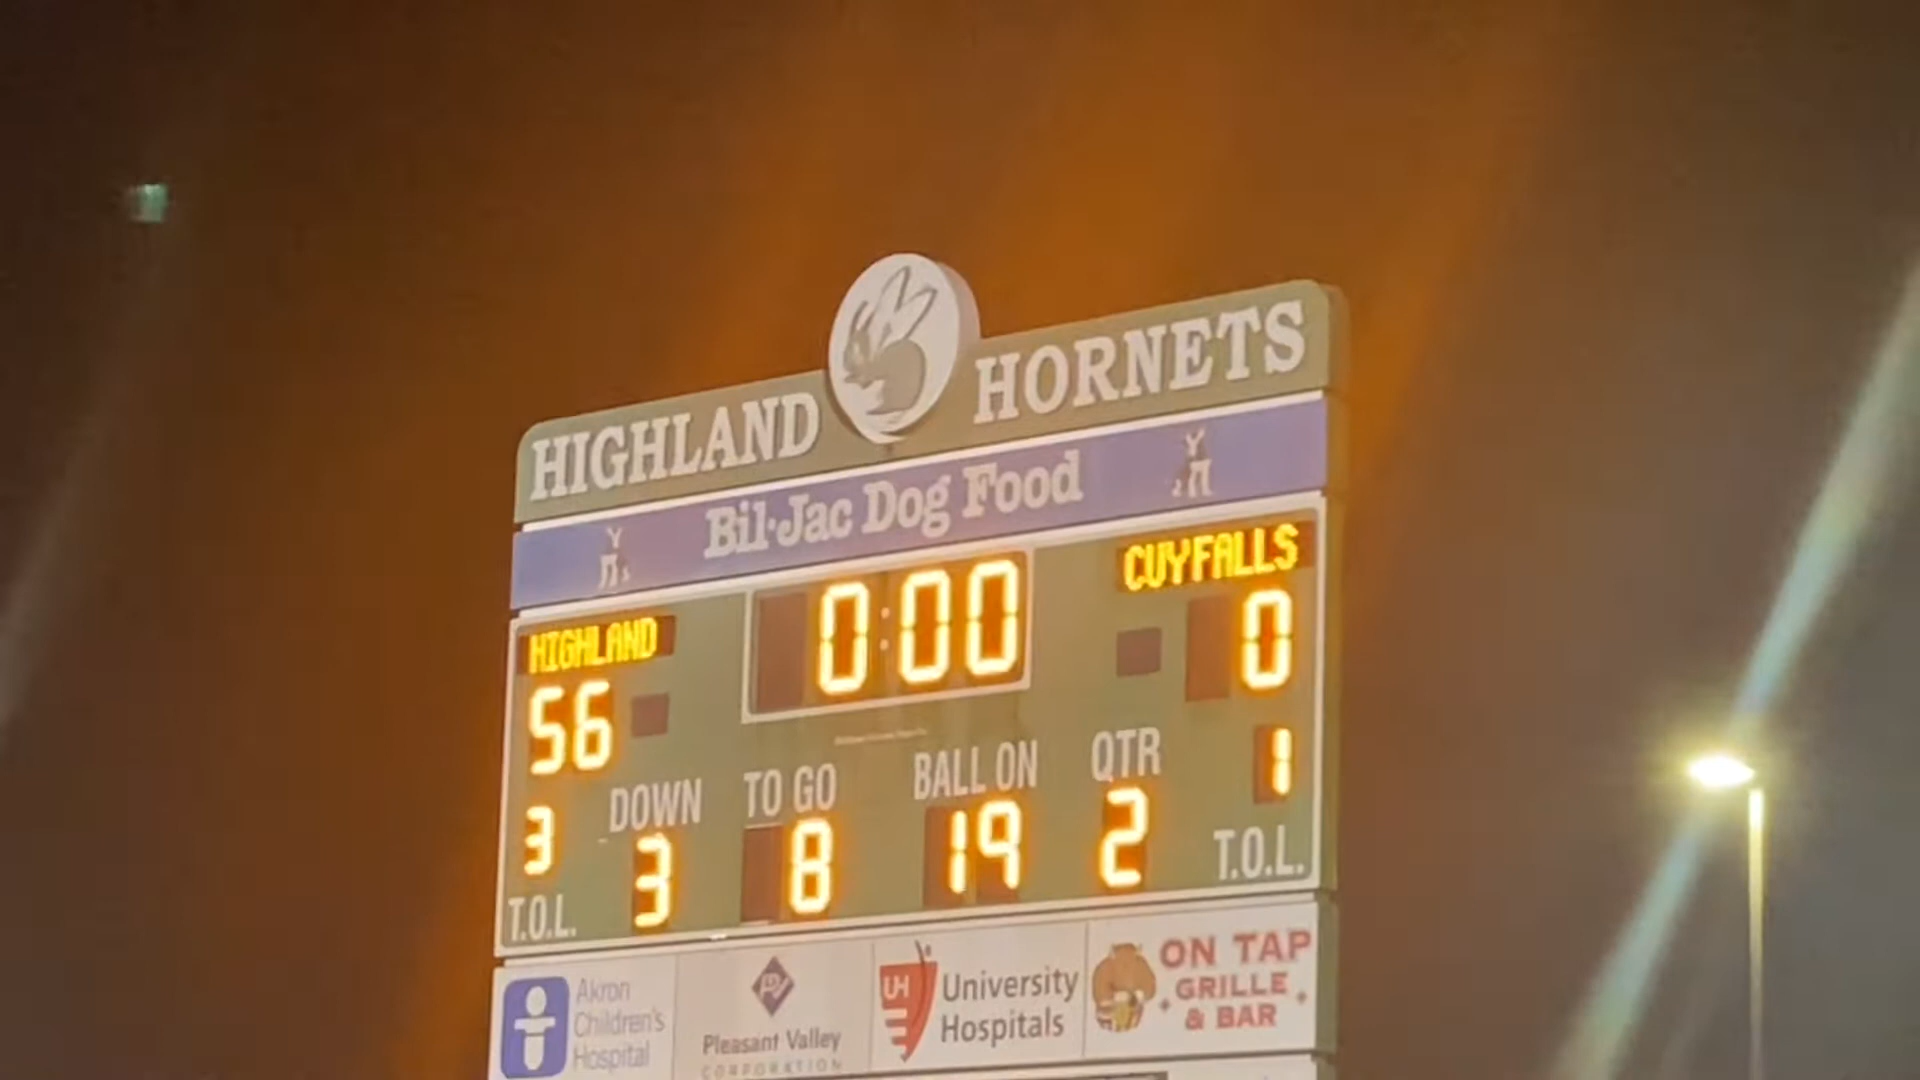 HIGHLAND HORNETS
Bil·Jac Dog Food
HIGHLAND 0:00 CUYFALLS
56 0
DOWN TO GO BALL ON QTR
3 3 8 19 2 1
T.O.L. T.O.L.
Akron Children's Hospital
PV
Pleasant Valley
CORPORATION
UH University Hospitals
ON TAP
GRILLE
& BAR